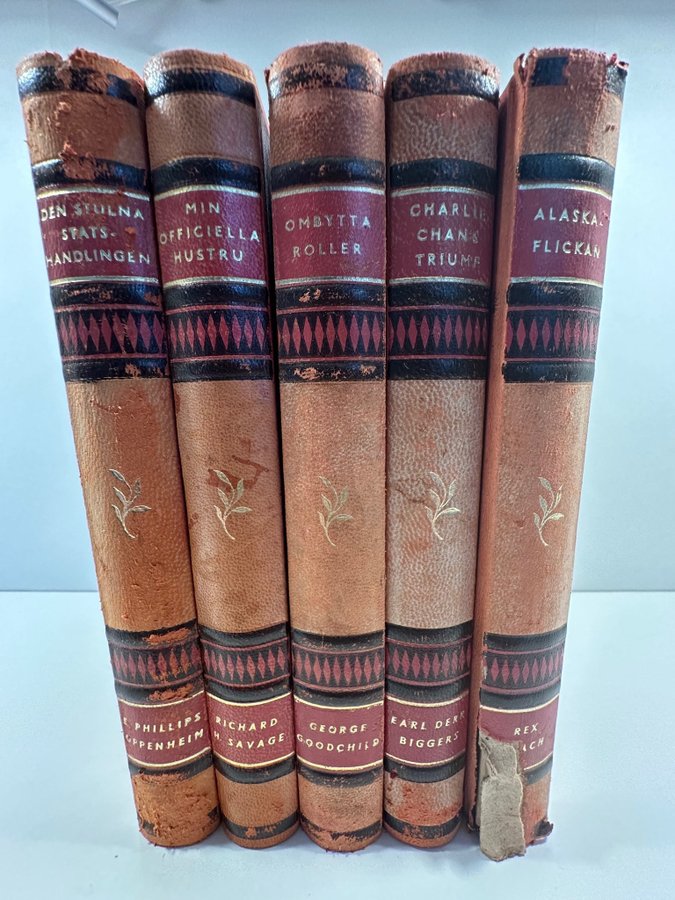 DEN STULNA
STATS-
HANDLINGEN
E. PHILLIPS
OPPENHEIM
MIN
OFFICIELLA
HUSTRU
RICHARD
H. SAVAGE
OMBYTTA
ROLLER
GEORGE
GOODCHILD
CHARLIE
CHANS
TRIUMF
EARL DERR
BIGGERS
ALASKA-
FLICKAN
REX